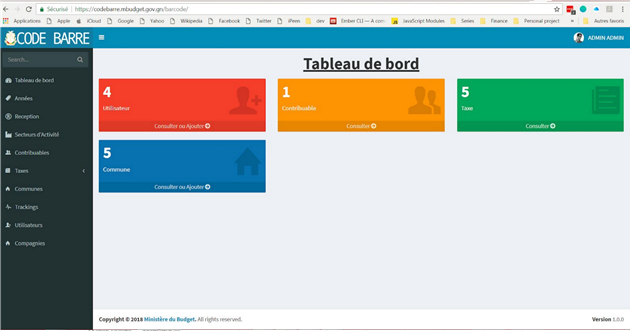 Sécurisé | https://codebarre.mbudget.gov.gn/barcode/
Applications Apple iCloud Google Yahoo Wikipédia Facebook Twitter iPeen dev Ember CLI — A com JavaScript Modules Series Finance Personal project » Autres favoris
CODE BARRE
ADMIN ADMIN
Search...
Tableau de bord
Années
Reception
Secteurs d'Activité
Contribuables
Taxes
Communes
Trackings
Utilisateurs
Compagnies
Tableau de bord
4
Utilisateur
Consulter ou Ajouter
1
Contribuable
Consulter
5
Taxe
Consulter
5
Commune
Consulter ou Ajouter
Copyright © 2018 Ministère du Budget. All rights reserved.
Version 1.0.0